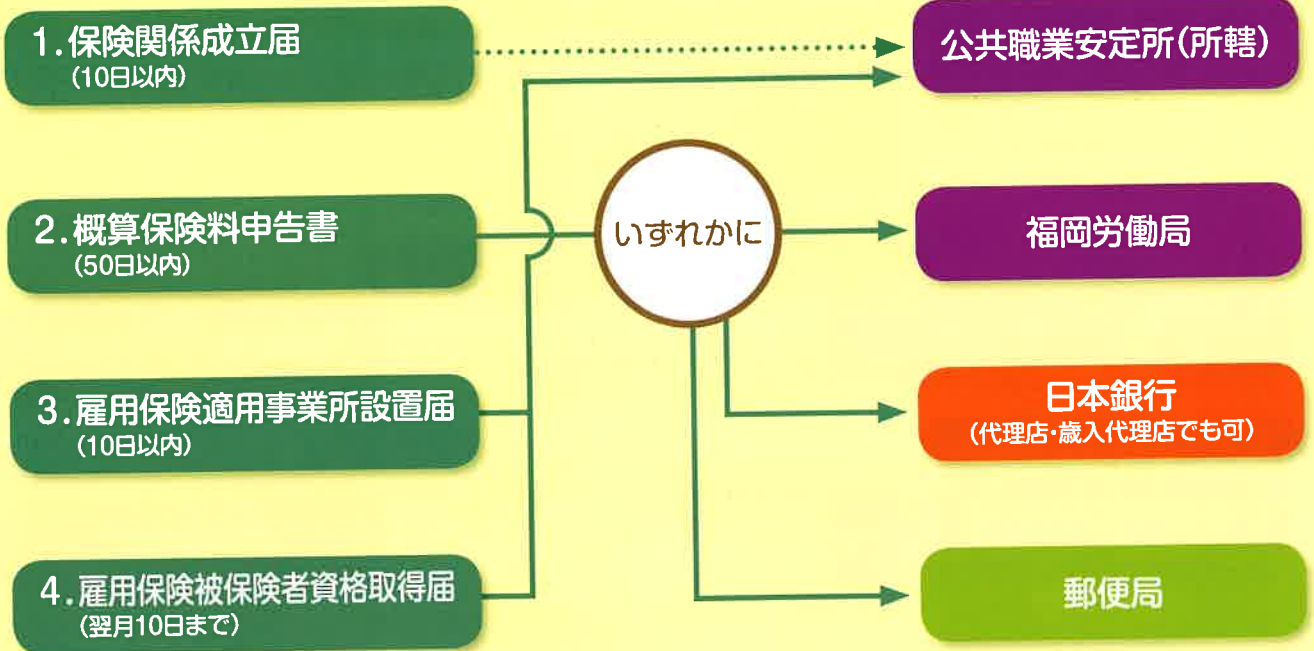 1.保険関係成立届
(10日以内)
公共職業安定所(所轄)
2.概算保険料申告書
(50日以内)
いずれかに
福岡労働局
3.雇用保険適用事業所設置届
(10日以内)
日本銀行
(代理店・歳入代理店でも可)
4.雇用保険被保険者資格取得届
(翌月10日まで)
郵便局